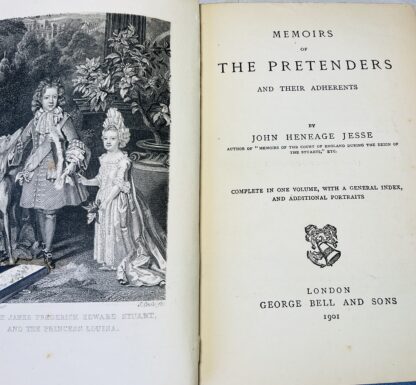 JAMES FREDERICK EDWARD STUART,
AND THE PRINCESS LOUISA.
MEMOIRS
OF
THE PRETENDERS
AND THEIR ADHERENTS
BY
JOHN HENEAGE JESSE
AUTHOR OF "MEMOIRS OF THE COURT OF ENGLAND DURING THE REIGN OF
THE STUARTS," ETC.
COMPLETE IN ONE VOLUME, WITH A GENERAL INDEX,
AND ADDITIONAL PORTRAITS
LONDON
GEORGE BELL AND SONS
1901